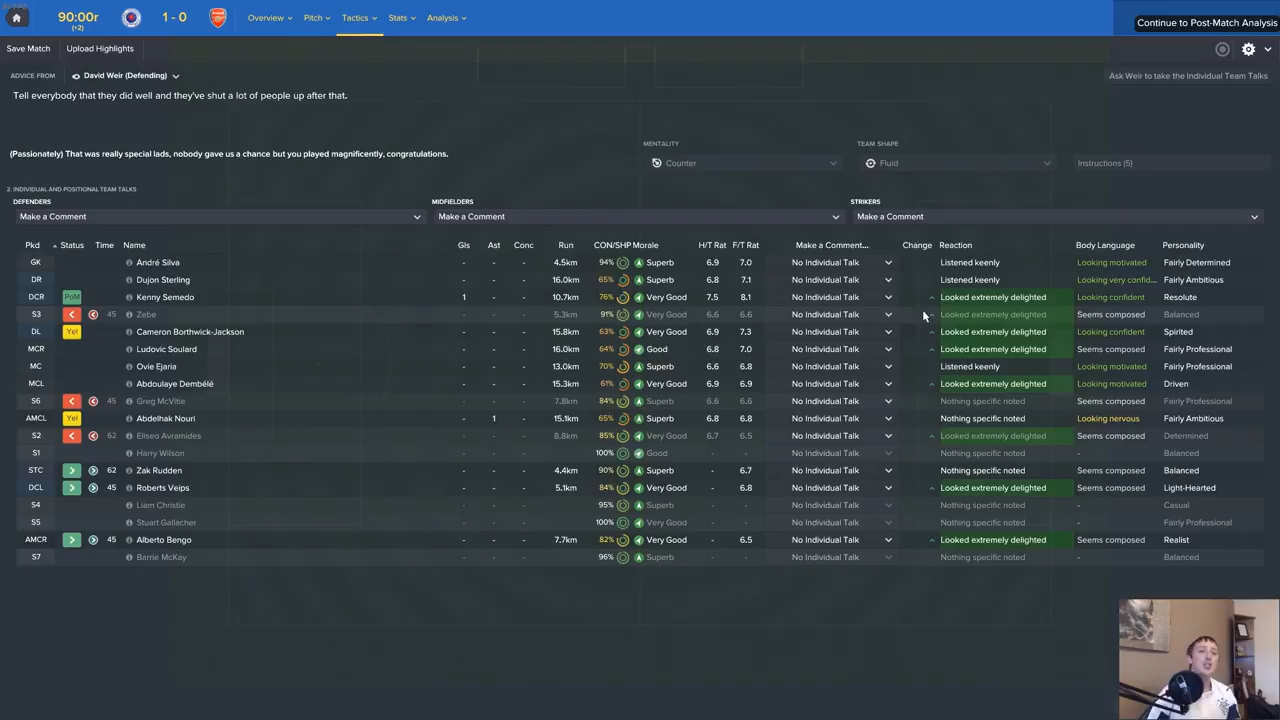 90:00r
(+2)
1 - 0
Overview
Pitch
Tactics
Stats
Analysis
Continue to Post-Match Analysis
Save Match
Upload Highlights
ADVICE FROM
David Weir (Defending)
Ask Weir to take the Individual Team Talks
Tell everybody that they did well and they've shut a lot of people up after that.
(Passionately) That was really special lads, nobody gave us a chance but you played magnificently, congratulations.
MENTALITY
TEAM SHAPE
Counter
Fluid
Instructions (5)
2. INDIVIDUAL AND POSITIONAL TEAM TALKS
DEFENDERS
MIDFIELDERS
STRIKERS
Make a Comment
Make a Comment
Make a Comment
Pkd Status Time Name Gls Ast Conc Run CON/SHP Morale H/T Rat F/T Rat Make a Comment... Change Reaction Body Language Personality
GK André Silva - - - 4.5km 94% Superb 6.9 7.0 No Individual Talk Listened keenly Looking motivated Fairly Determined
DR Dujon Sterling - - - 16.0km 65% Superb 6.8 7.1 No Individual Talk Listened keenly Looking very confid... Fairly Ambitious
DCR PoM Kenny Semedo 1 - - 10.7km 76% Very Good 7.5 8.1 No Individual Talk Looked extremely delighted Looking confident Resolute
S3 45 Zebe - - - 5.3km 91% Very Good 6.6 6.6 No Individual Talk Looked extremely delighted Seems composed Balanced
DL Yel Cameron Borthwick-Jackson - - - 15.8km 63% Very Good 6.9 7.3 No Individual Talk Looked extremely delighted Looking confident Spirited
MCR Ludovic Soulard - - - 16.0km 64% Good 6.8 7.0 No Individual Talk Looked extremely delighted Seems composed Fairly Professional
MC Ovie Ejaria - - - 13.0km 70% Superb 6.6 6.8 No Individual Talk Listened keenly Looking motivated Fairly Professional
MCL Abdoulaye Dembélé - - - 15.3km 61% Very Good 6.9 6.9 No Individual Talk Looked extremely delighted Looking motivated Driven
S6 45 Greg McVitie - - - 7.8km 84% Superb 6.6 6.6 No Individual Talk Nothing specific noted Seems composed Fairly Professional
AMCL Yel Abdelhak Nouri - 1 - 15.1km 65% Superb 6.8 6.8 No Individual Talk Nothing specific noted Looking nervous Fairly Ambitious
S2 62 Eliseo Avramides - - - 8.8km 85% Very Good 6.7 6.5 No Individual Talk Looked extremely delighted Seems composed Determined
S1 Harry Wilson - - - 100% Good - - No Individual Talk Nothing specific noted - Balanced
STC 62 Zak Rudden - - - 4.4km 90% Superb - 6.7 No Individual Talk Nothing specific noted Seems composed Balanced
DCL 45 Roberts Veips - - - 5.1km 84% Very Good - 6.8 No Individual Talk Looked extremely delighted Seems composed Light-Hearted
S4 Liam Christie - - - 95% Superb - - No Individual Talk Nothing specific noted - Casual
S5 Stuart Gallacher - - - 100% Very Good - - No Individual Talk Nothing specific noted - Fairly Professional
AMCR 45 Alberto Bengo - - - 7.7km 82% Very Good - 6.5 No Individual Talk Looked extremely delighted Seems composed Realist
S7 Barrie McKay - - - 96% Superb - - No Individual Talk Nothing specific noted - Balanced